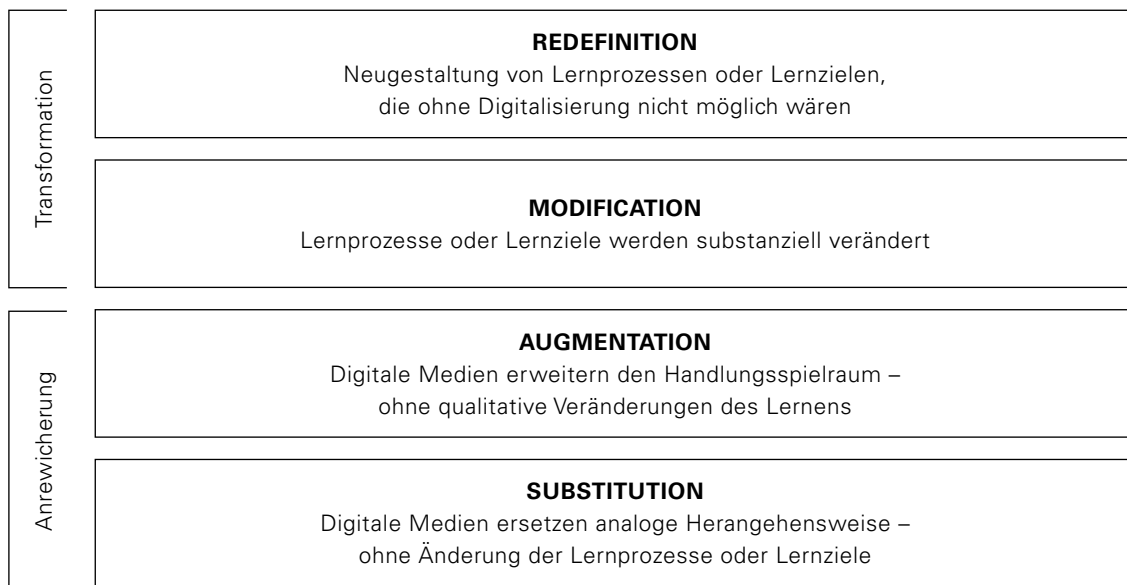 Transformation
REDEFINITION
Neugestaltung von Lernprozessen oder Lernzielen,
die ohne Digitalisierung nicht möglich wären
MODIFICATION
Lernprozesse oder Lernziele werden substanziell verändert
Anrewicherung
AUGMENTATION
Digitale Medien erweitern den Handlungsspielraum –
ohne qualitative Veränderungen des Lernens
SUBSTITUTION
Digitale Medien ersetzen analoge Herangehensweise –
ohne Änderung der Lernprozesse oder Lernziele